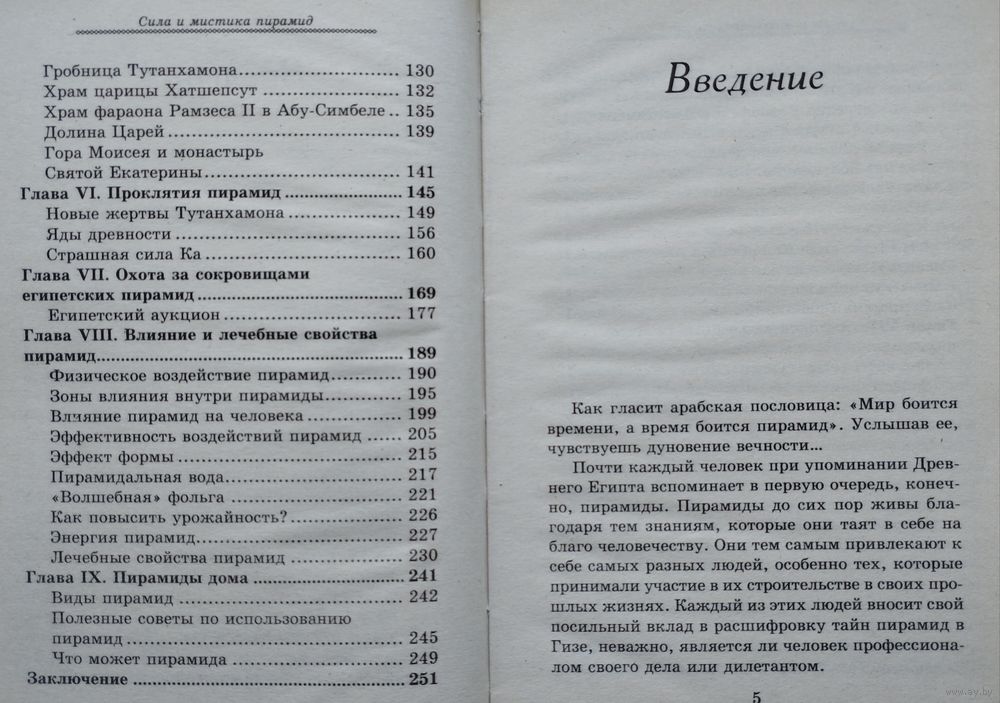 Сила и мистика пирамид
Гробница Тутанхамона........................ 130
Храм царицы Хатшепсут ..................... 132
Храм фараона Рамзеса II в Абу-Симбеле .. 135
Долина Царей ................................... 139
Гора Моисея и монастырь
Святой Екатерины.............................. 141
Глава VI. Проклятия пирамид ................. 145
Новые жертвы Тутанхамона ................ 149
Яды древности .................................. 156
Страшная сила Ка .............................. 160
Глава VII. Охота за сокровищами
египетских пирамид .............................. 169
Египетский аукцион ........................... 177
Глава VIII. Влияние и лечебные свойства
пирамид.............................................. 189
Физическое воздействие пирамид.......... 190
Зоны влияния внутри пирамиды........... 195
Влияние пирамид на человека .............. 199
Эффективность воздействий пирамид ...... 205
Эффект формы .................................. 215
Пирамидальная вода........................... 217
«Волшебная» фольга .......................... 221
Как повысить урожайность? ................ 226
Энергия пирамид............................... 227
Лечебные свойства пирамид ................ 230
Глава IX. Пирамиды дома ...................... 241
Виды пирамид .................................. 242
Полезные советы по использованию
пирамид .......................................... 245
Что может пирамида .......................... 249
Заключение ......................................... 251
Введение
Как гласит арабская пословица: «Мир боится
времени, а время боится пирамид». Услышав ее,
чувствуешь дуновение вечности...
Почти каждый человек при упоминании Древ-
него Египта вспоминает в первую очередь, конеч-
но, пирамиды. Пирамиды до сих пор живы бла-
годаря тем знаниям, которые они таят в себе на
благо человечеству. Они тем самым привлекают к
себе самых разных людей, особенно тех, которые
принимали участие в их строительстве в своих про-
шлых жизнях. Каждый из этих людей вносит свой
посильный вклад в расшифровку тайн пирамид в
Гизе, неважно, является ли человек профессиона-
лом своего дела или дилетантом.
5
www.ay.by